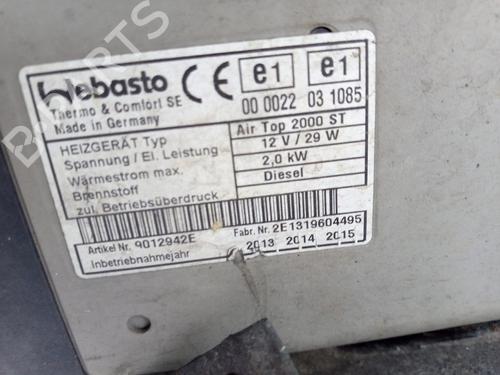 Webasto
Thermo & Comfort SE
Made in Germany
CE
e1
00 0022
e1
03 1085
HEIZGERÄT Typ
Air Top 2000 ST
Spannung / El. Leistung
12 V / 29 W
Wärmestrom max.
2,0 kW
Brennstoff
Diesel
zul. Betriebsüberdruck
Artikel Nr. 9012942E
Fabr. Nr. 2E1319604495
Inbetriebnahmejahr
2013 2014 2015